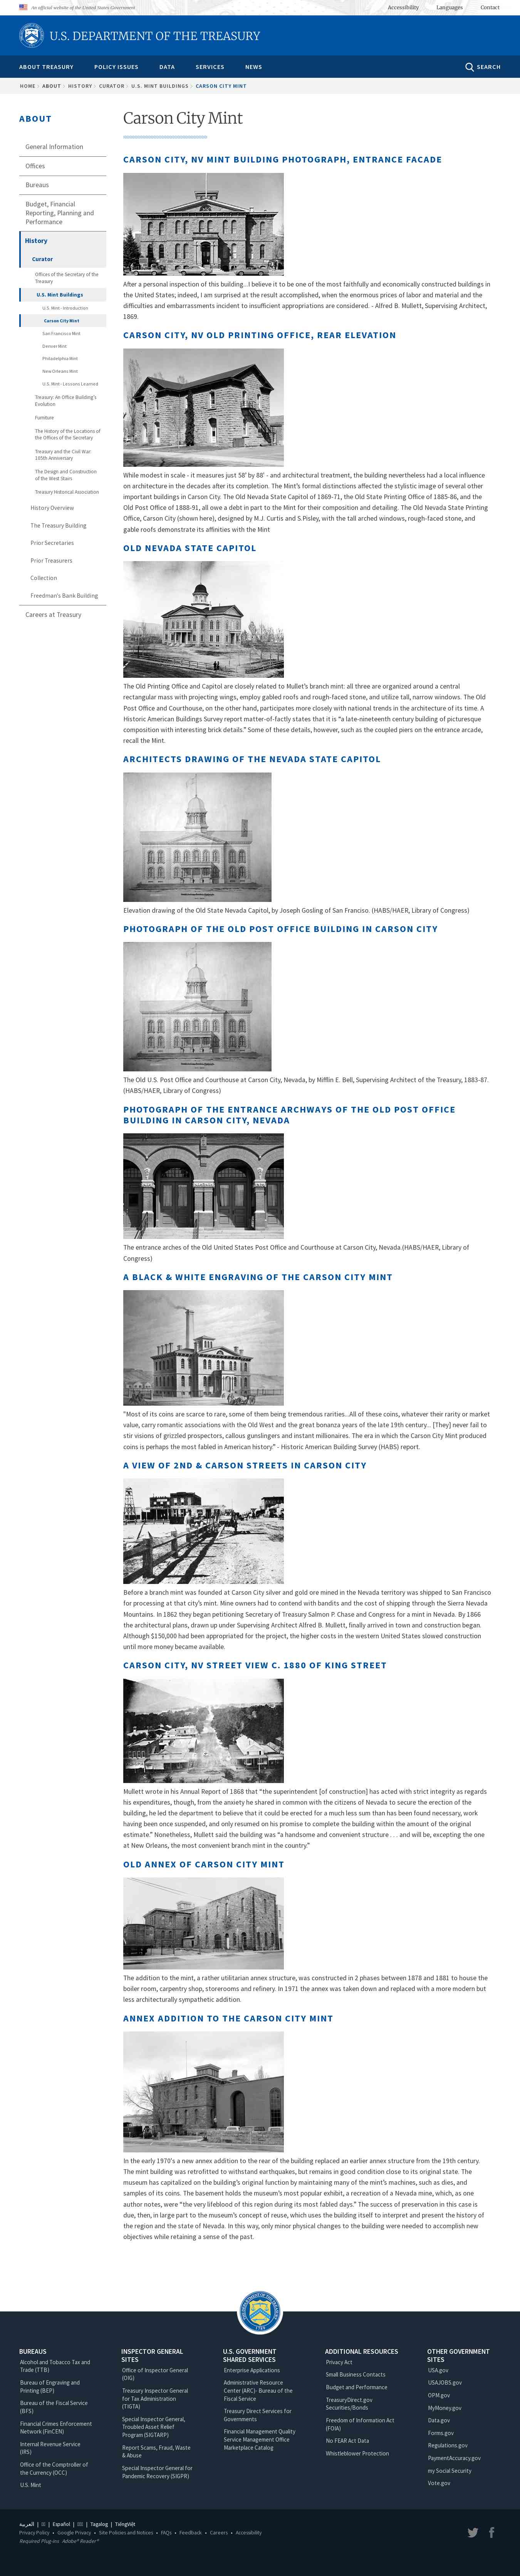 An official website of the United States Government
Accessibility Languages Contact
U.S. DEPARTMENT OF THE TREASURY
ABOUT TREASURY POLICY ISSUES DATA SERVICES NEWS SEARCH
HOME ABOUT HISTORY CURATOR U.S. MINT BUILDINGS CARSON CITY MINT
ABOUT
General Information
Offices
Bureaus
Budget, Financial
Reporting, Planning and
Performance
History
Curator
Offices of the Secretary of the
Treasury
U.S. Mint Buildings
U.S. Mint - Introduction
Carson City Mint
San Francisco Mint
Denver Mint
Philadelphia Mint
New Orleans Mint
U.S. Mint - Lessons Learned
Treasury: An Office Building's
Evolution
Furniture
The History of the Locations of
the Offices of the Secretary
Treasury and the Civil War:
The Design and Construction
of the West Stairs
Treasury Historical Association
History Overview
The Treasury Building
Prior Secretaries
Prior Treasurers
Collection
Freedman's Bank Building
Careers at Treasury
Carson City Mint
CARSON CITY, NV MINT BUILDING PHOTOGRAPH, ENTRANCE FACADE
After a personal inspection of this building...I believe it to be one of the most faithfully and economically constructed buildings in
the United States; indeed, I am surprised at the result accomplished, when the enormous prices of labor and material and the
difficulties and embarrassments incident to insufficient appropriations are considered. - Alfred B. Mullett, Supervising Architect,
1869.
CARSON CITY, NV OLD PRINTING OFFICE, REAR ELEVATION
While modest in scale - it measures just 58' by 88' - and architectural treatment, the building nevertheless had a local influence
on architecture in the decades after its completion. The Mint's formal distinctions affected the stylistic image of several other
important buildings in Carson City. The Old Nevada State Capitol of 1869-71, the Old State Printing Office of 1885-86, and the
Old Post Office of 1888-91, all owe a debt in part to the Mint for their composition and detailing. The Old Nevada State Printing
Office, Carson City (shown here), designed by M.J. Curtis and S.Pisley, with the tall arched windows, rough-faced stone, and
gable roofs demonstrate its affinities with the Mint
OLD NEVADA STATE CAPITOL
The Old Printing Office and Capitol are closely related to Mullet's branch mint: all three are organized around a central
rectangular mass with projecting wings, employ gabled roofs and rough-faced stone, and utilize tall, narrow windows. The Old
Post Office and Courthouse, on the other hand, participates more closely with national trends in the architecture of its time. A
Historic American Buildings Survey report matter-of-factly states that it is “a late-nineteenth century building of picturesque
composition with interesting brick details.” Some of these details, however, such as the coupled piers on the entrance arcade,
recall the Mint.
ARCHITECTS DRAWING OF THE NEVADA STATE CAPITOL
Elevation drawing of the Old State Nevada Capitol, by Joseph Gosling of San Franciso. (HABS/HAER, Library of Congress)
PHOTOGRAPH OF THE OLD POST OFFICE BUILDING IN CARSON CITY
The Old U.S. Post Office and Courthouse at Carson City, Nevada, by Mifflin E. Bell, Supervising Architect of the Treasury, 1883-87.
(HABS/HAER, Library of Congress)
PHOTOGRAPH OF THE ENTRANCE ARCHWAYS OF THE OLD POST OFFICE
BUILDING IN CARSON CITY, NEVADA
The entrance arches of the Old United States Post Office and Courthouse at Carson City, Nevada.(HABS/HAER, Library of
Congress)
A BLACK & WHITE ENGRAVING OF THE CARSON CITY MINT
"Most of its coins are scarce to rare, some of them being tremendous rarities...All of these coins, whatever their rarity or market
value, carry romantic associations with the Old West and the great bonanza years of the late 19th century... [They] never fail to
stir visions of grizzled prospectors, callous gunslingers and instant millionaires. The era in which the Carson City Mint produced
coins is perhaps the most fabled in American history.” - Historic American Building Survey (HABS) report.
A VIEW OF 2ND & CARSON STREETS IN CARSON CITY
Before a branch mint was founded at Carson City silver and gold ore mined in the Nevada territory was shipped to San Francisco
for processing at that city’s mint. Mine owners had to contend with bandits and the cost of shipping through the Sierra Nevada
Mountains. In 1862 they began petitioning Secretary of Treasury Salmon P. Chase and Congress for a mint in Nevada. By 1866
the architectural plans, drawn up under Supervising Architect Alfred B. Mullett, finally arrived in town and construction began.
Although $150,000 had been appropriated for the project, the higher costs in the western United States slowed construction
until more money became available.
CARSON CITY, NV STREET VIEW C. 1880 OF KING STREET
Mullett wrote in his Annual Report of 1868 that “the superintendent [of construction] has acted with strict integrity as regards
his expenditures, though, from the anxiety he shared in common with the citizens of Nevada to secure the erection of the
building, he led the department to believe that it could be erected for a much less sum than has been found necessary, work
having been once suspended, and only resumed on his promise to complete the building within the amount of the original
estimate.” Nonetheless, Mullett said the building was “a handsome and convenient structure . . . and will be, excepting the one
at New Orleans, the most convenient branch mint in the country.”
OLD ANNEX OF CARSON CITY MINT
The addition to the mint, a rather utilitarian annex structure, was constructed in 2 phases between 1878 and 1881 to house the
boiler room, carpentry shop, storerooms and refinery. In 1971 the annex was taken down and replaced with a more modern but
less architecturally sympathetic addition.
ANNEX ADDITION TO THE CARSON CITY MINT
In the early 1970's a new annex addition to the rear of the building replaced an earlier annex structure from the 19th century.
The mint building was retrofitted to withstand earthquakes, but remains in good condition close to its original state. The
museum has capitalized on the building's original function by maintaining many of the mint's machines, such as dies, and
samples of its coins. The basement holds the museum’s most popular exhibit, a recreation of a Nevada mine, which, as one
author notes, were “the very lifeblood of this region during its most fabled days.” The success of preservation in this case is
due, then, in large part to the museum’s concept of reuse, which uses the building itself to interpret and present the history of
the region and the state of Nevada. In this way, only minor physical changes to the building were needed to accomplish new
objectives while retaining a sense of the past.
BUREAUS
Alcohol and Tobacco Tax and
Trade (TTB)
Bureau of Engraving and
Printing (BEP)
Bureau of the Fiscal Service
(BFS)
Financial Crimes Enforcement
Network (FinCEN)
Internal Revenue Service
(IRS)
Office of the Comptroller of
the Currency (OCC)
U.S. Mint
INSPECTOR GENERAL
SITES
Office of Inspector General
(OIG)
Treasury Inspector General
for Tax Administration
(TIGTA)
Special Inspector General,
Troubled Asset Relief
Program (SIGTARP)
Report Scams, Fraud, Waste
& Abuse
Special Inspector General for
Pandemic Recovery (SIGPR)
U.S. GOVERNMENT
SHARED SERVICES
Enterprise Applications
Administrative Resource
Center (ARC)- Bureau of the
Fiscal Service
Treasury Direct Services for
Governments
Financial Management Quality
Service Management Office
Marketplace Catalog
ADDITIONAL RESOURCES
Privacy Act
Small Business Contacts
Budget and Performance
TreasuryDirect.gov
Securities/Bonds
Freedom of Information Act
(FOIA)
No FEAR Act Data
Whistleblower Protection
OTHER GOVERNMENT
SITES
USA.gov
USAJOBS.gov
OPM.gov
MyMoney.gov
Data.gov
Forms.gov
Regulations.gov
PaymentAccuracy.gov
my Social Security
Vote.gov
العربية | Español | Tagalog | TiếngViệt
Privacy Policy • Google Privacy • Site Policies and Notices • FAQs • Feedback • Careers • Accessibility
Required Plug-ins: Adobe® Reader®